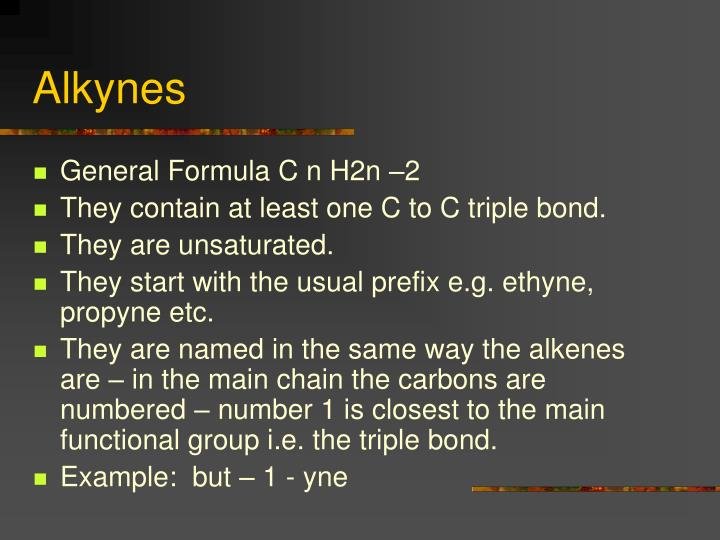 Alkynes
General Formula C n H2n –2
They contain at least one C to C triple bond.
They are unsaturated.
They start with the usual prefix e.g. ethyne,
propyne etc.
They are named in the same way the alkenes
are – in the main chain the carbons are
numbered – number 1 is closest to the main
functional group i.e. the triple bond.
Example:  but – 1 - yne